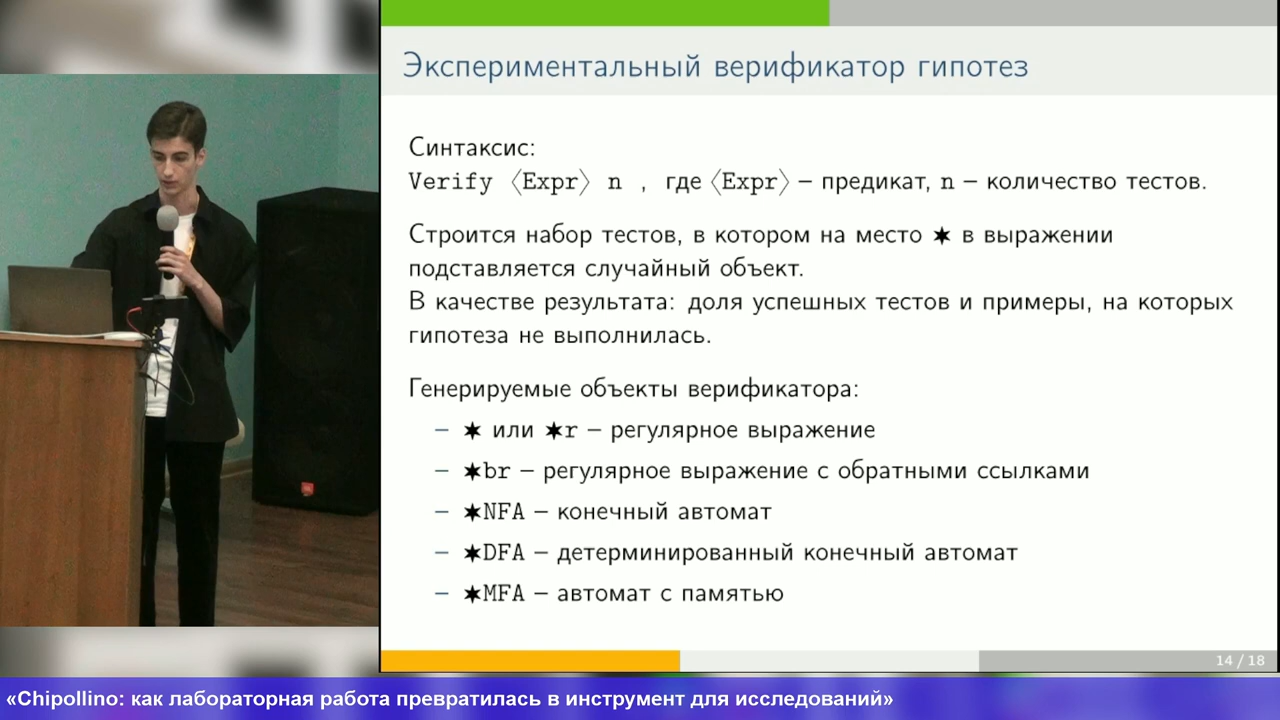 Экспериментальный верификатор гипотез
Синтаксис:
Verify ⟨Expr⟩ n , где ⟨Expr⟩ – предикат, n – количество тестов.
Строится набор тестов, в котором на место ★ в выражении
подставляется случайный объект.
В качестве результата: доля успешных тестов и примеры, на которых
гипотеза не выполнилась.
Генерируемые объекты верификатора:
– ★ или ★r – регулярное выражение
– ★br – регулярное выражение с обратными ссылками
– ★NFA – конечный автомат
– ★DFA – детерминированный конечный автомат
– ★MFA – автомат с памятью
14 / 18
«Chipollino: как лабораторная работа превратилась в инструмент для исследований»